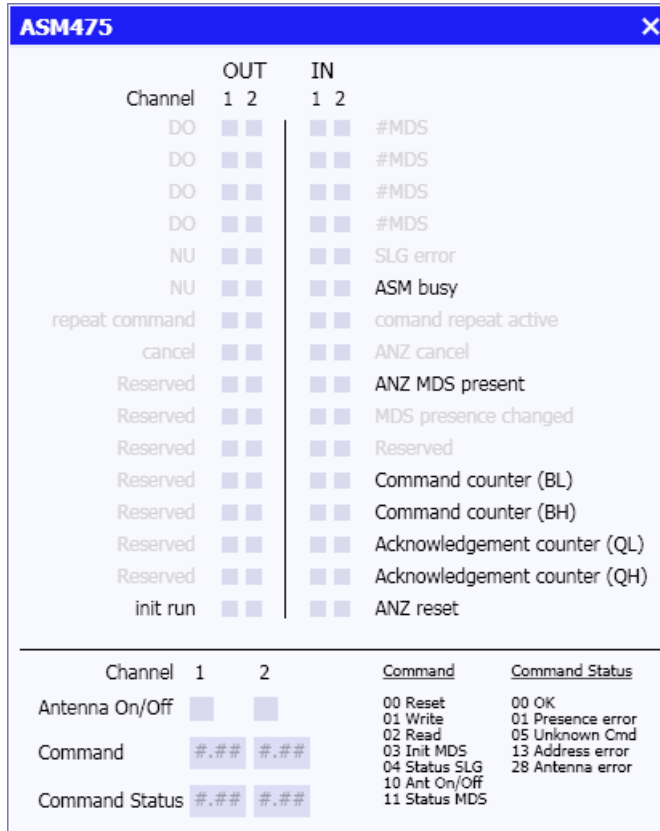 ASM475
OUT IN
Channel 1 2 1 2
DO #MDS
DO #MDS
DO #MDS
DO #MDS
NU SLG error
NU ASM busy
repeat command comand repeat active
cancel ANZ cancel
Reserved ANZ MDS present
Reserved MDS presence changed
Reserved Reserved
Reserved Command counter (BL)
Reserved Command counter (BH)
Reserved Acknowledgement counter (QL)
Reserved Acknowledgement counter (QH)
init run ANZ reset
Channel 1 2
Antenna On/Off
Command #.## #.##
Command Status #.## #.##
Command
00 Reset
01 Write
02 Read
03 Init MDS
04 Status SLG
10 Ant On/Off
11 Status MDS
Command Status
00 OK
01 Presence error
05 Unknown Cmd
13 Address error
28 Antenna error